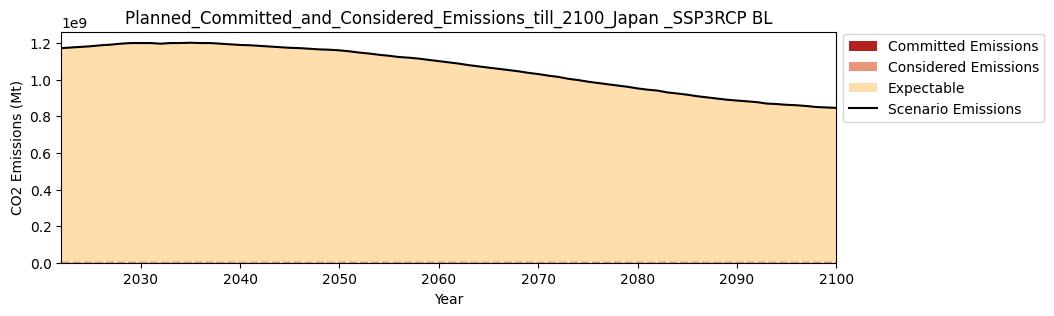 Planned_Committed_and_Considered_Emissions_till_2100_Japan _SSP3RCP BL
1e9
1.2
1.0
0.8
0.6
0.4
0.2
0.0
CO2 Emissions (Mt)
2030 2040 2050 2060 2070 2080 2090 2100
Year
Committed Emissions
Considered Emissions
Expectable
Scenario Emissions